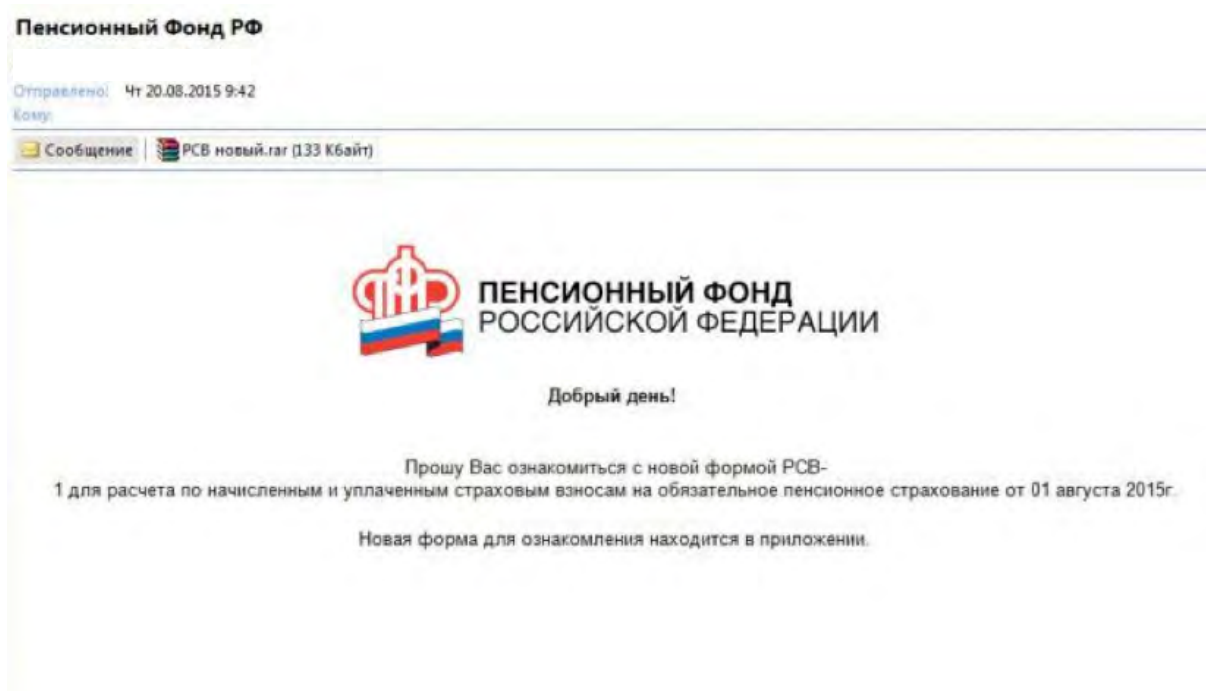 Пенсионный Фонд РФ
Отправлено: Чт 20.08.2015 9:42
Кому:
Сообщение РСВ новый.rar (133 Кбайт)
ПЕНСИОННЫЙ ФОНД
РОССИЙСКОЙ ФЕДЕРАЦИИ
Добрый день!
Прошу Вас ознакомиться с новой формой РСВ-
1 для расчета по начисленным и уплаченным страховым взносам на обязательное пенсионное страхование от 01 августа 2015г.
Новая форма для ознакомления находится в приложении.